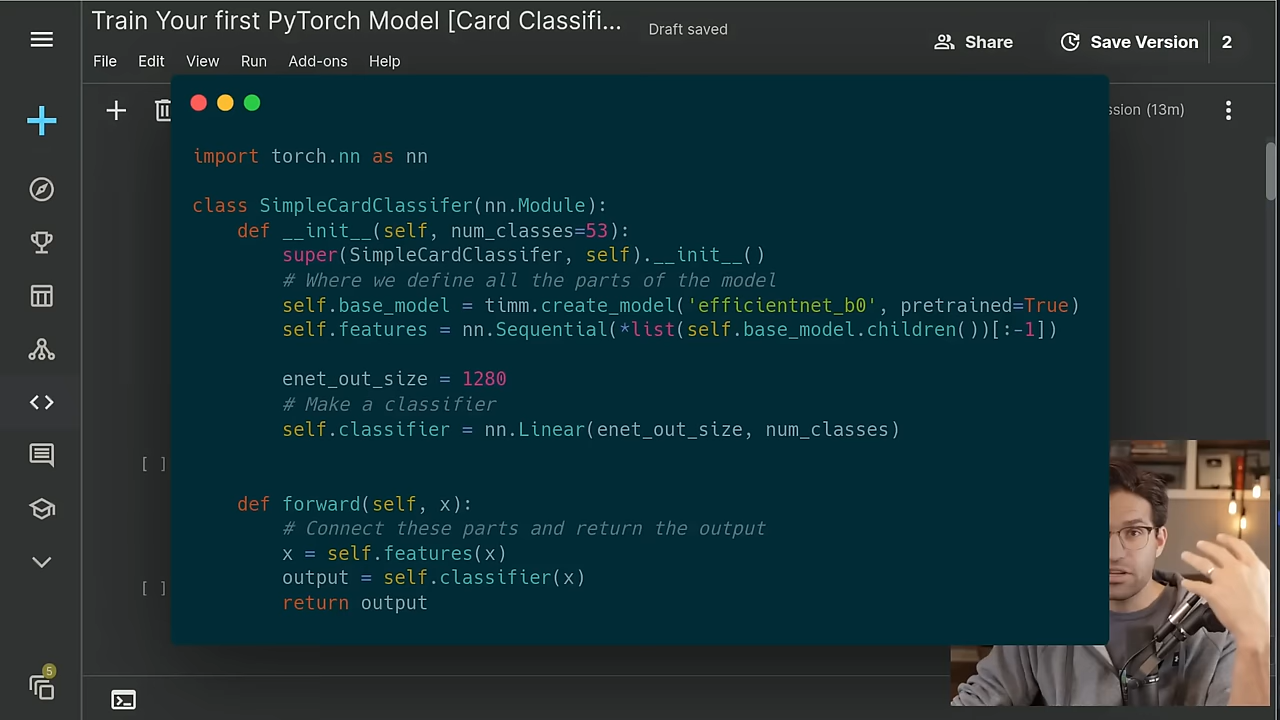 Train Your first PyTorch Model [Card Classifi...
Draft saved
Share
Save Version
2
File Edit View Run Add-ons Help
ssion (13m)
import torch.nn as nn
class SimpleCardClassifer(nn.Module):
    def __init__(self, num_classes=53):
        super(SimpleCardClassifer, self).__init__()
        # Where we define all the parts of the model
        self.base_model = timm.create_model('efficientnet_b0', pretrained=True)
        self.features = nn.Sequential(*list(self.base_model.children())[:-1])
        enet_out_size = 1280
        # Make a classifier
        self.classifier = nn.Linear(enet_out_size, num_classes)
[ ]
    def forward(self, x):
        # Connect these parts and return the output
        x = self.features(x)
        output = self.classifier(x)
[ ]
        return output
5